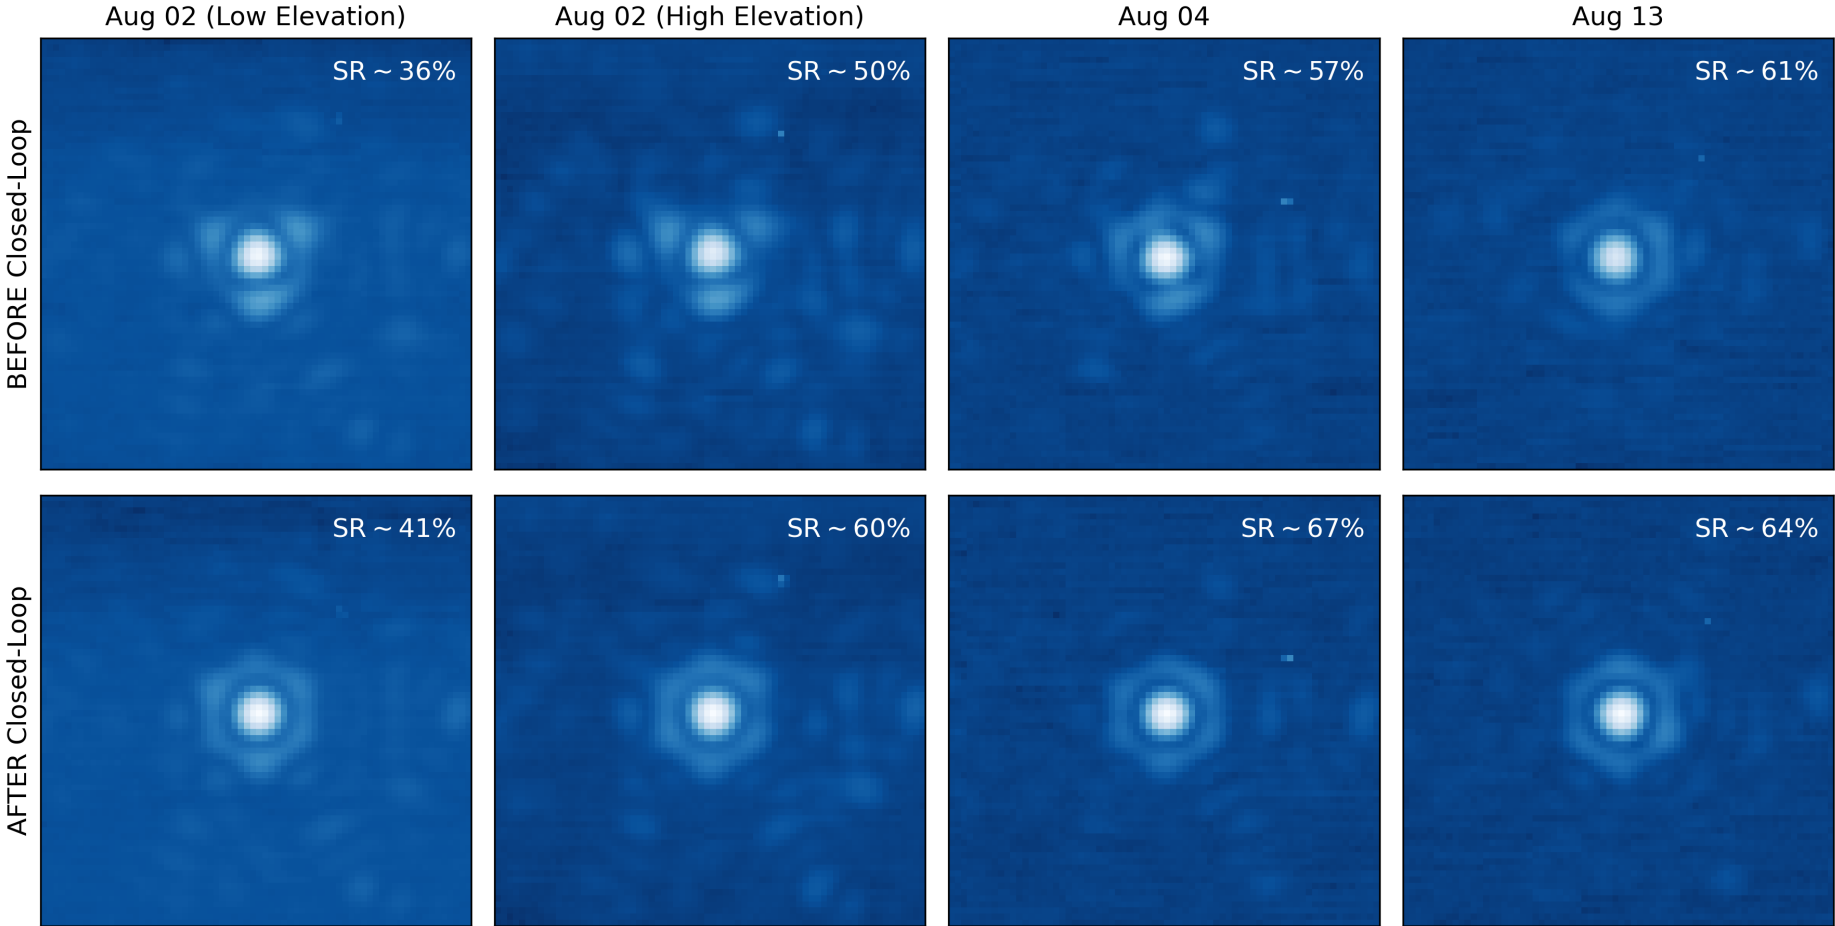 Aug 02 (Low Elevation)
Aug 02 (High Elevation)
Aug 04
Aug 13
BEFORE Closed-Loop
SR ~ 36%
SR ~ 50%
SR ~ 57%
SR ~ 61%
AFTER Closed-Loop
SR ~ 41%
SR ~ 60%
SR ~ 67%
SR ~ 64%